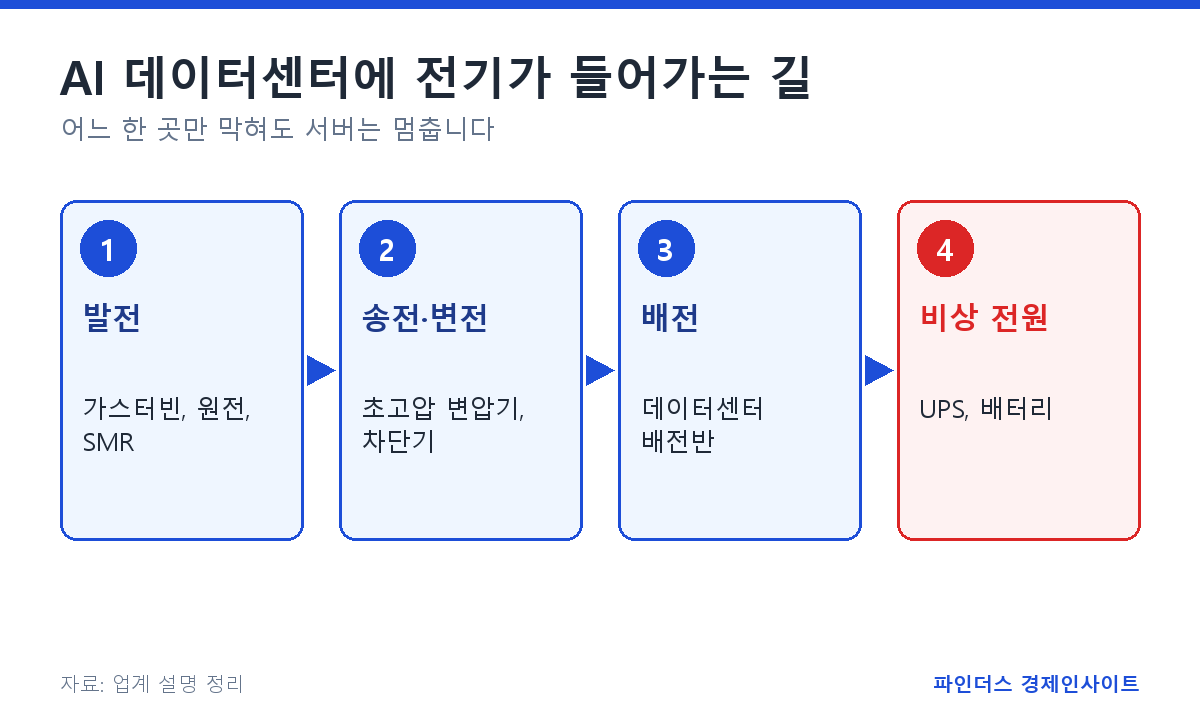 AI 데이터센터에 전기가 들어가는 길
어느 한 곳만 막혀도 서버는 멈춥니다
1
발전
가스터빈, 원전,
SMR
2
송전·변전
초고압 변압기,
차단기
3
배전
데이터센터
배전반
4
비상 전원
UPS, 배터리
자료: 업계 설명 정리
파인더스 경제인사이트